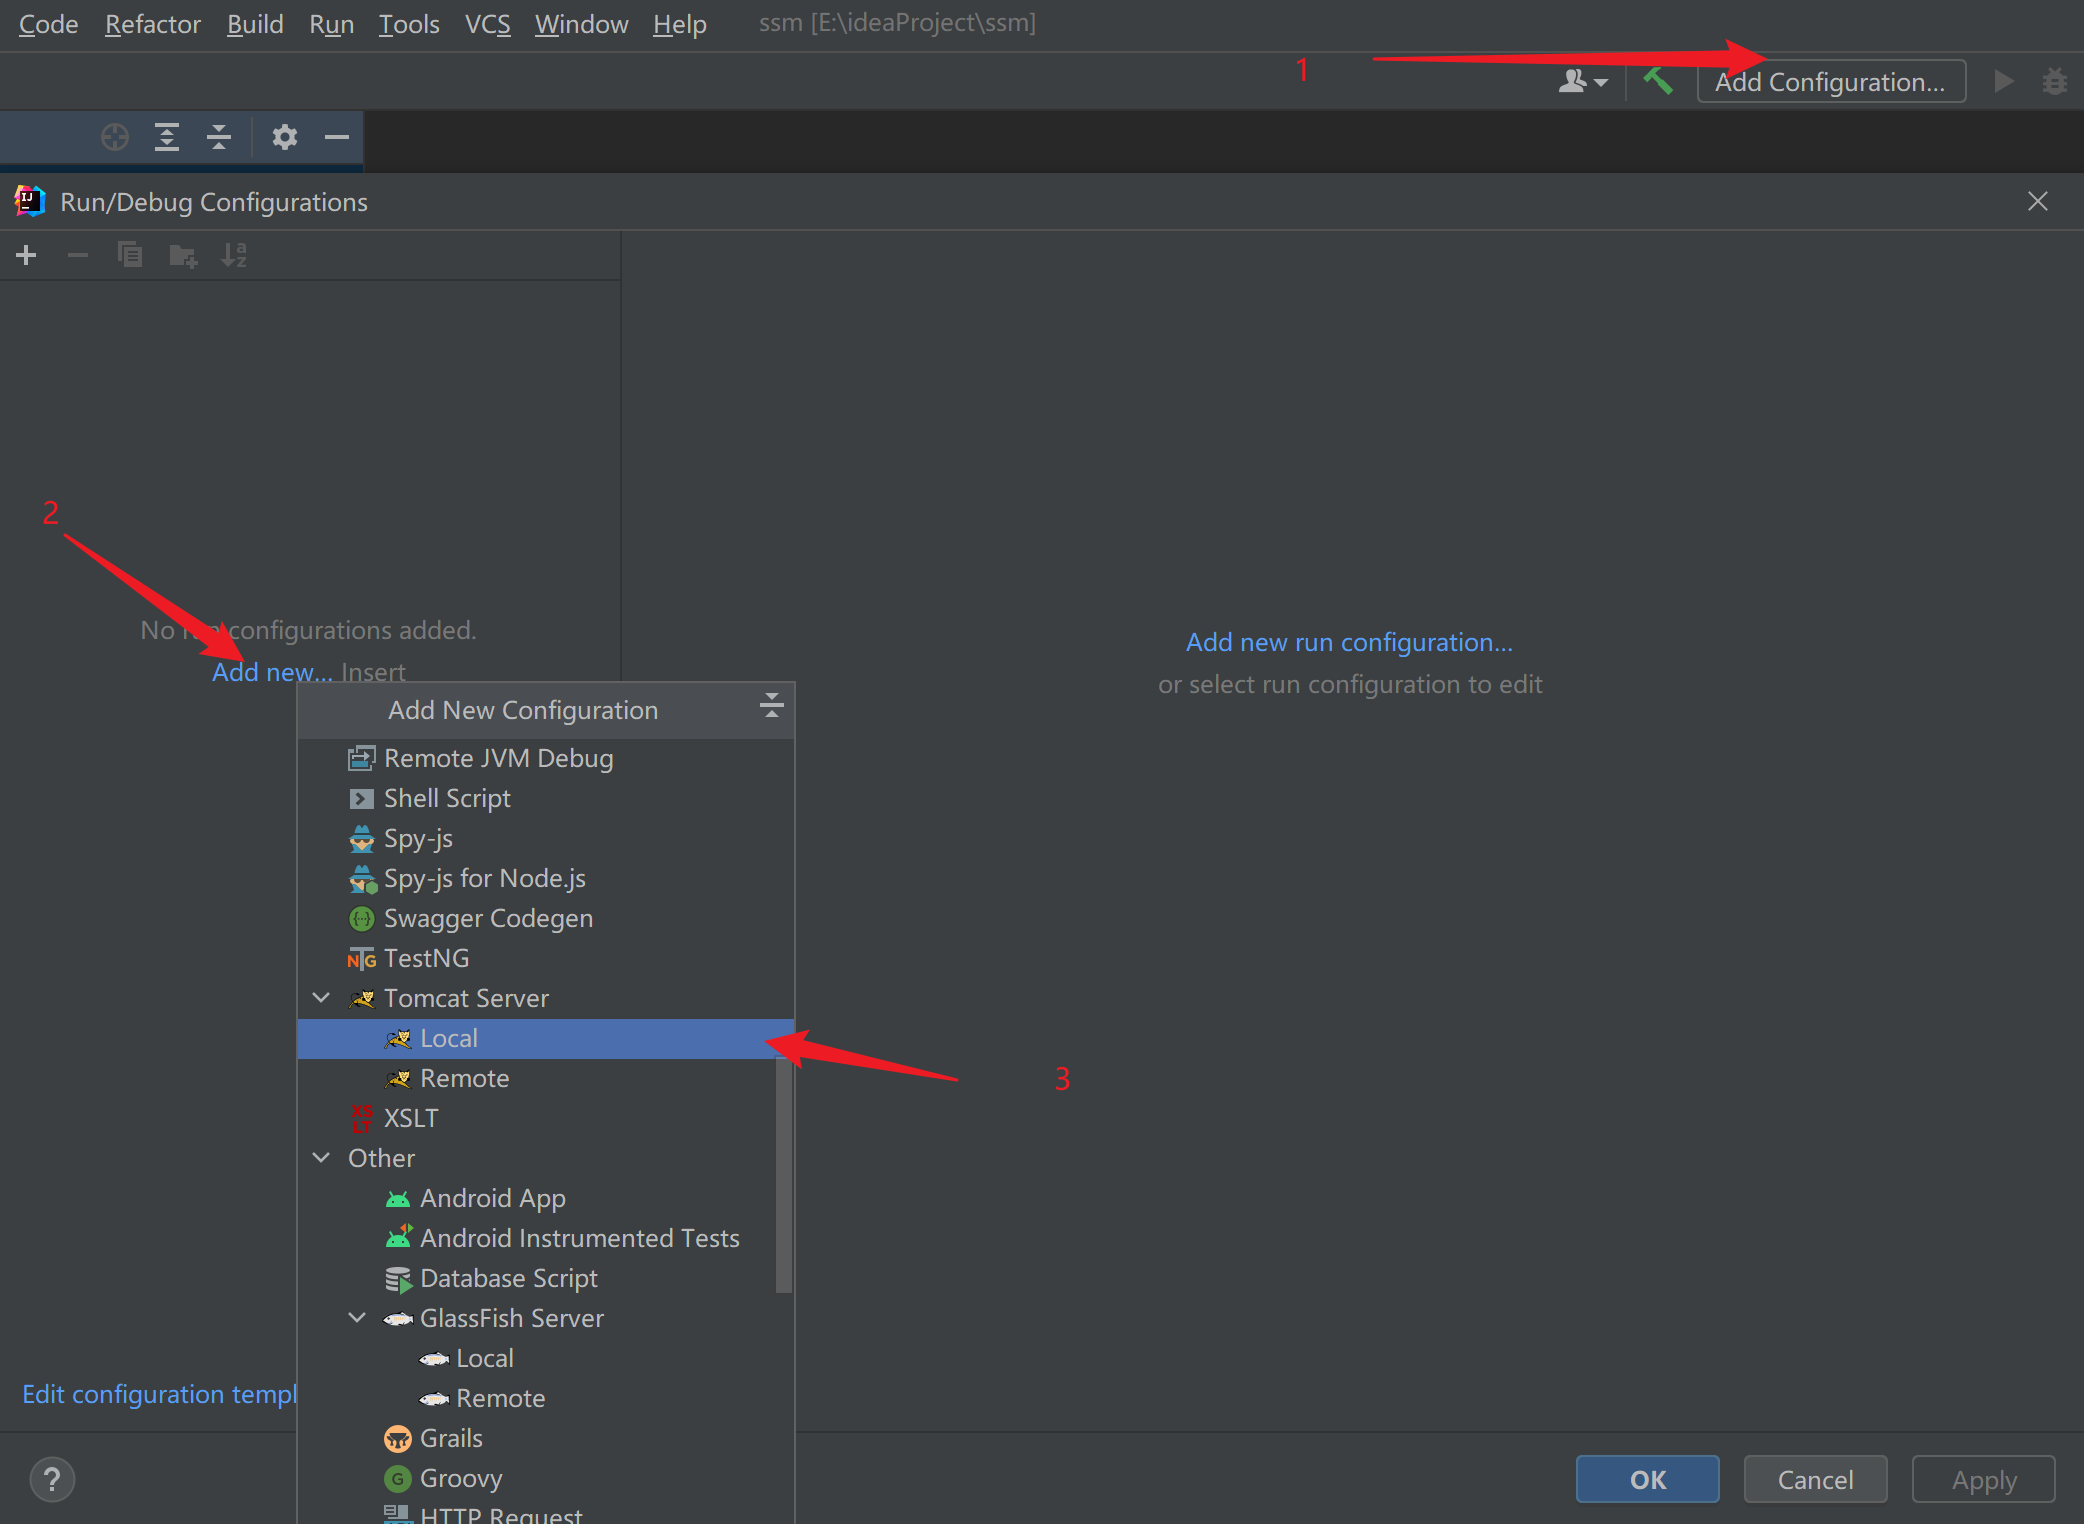 Code Refactor Build Run Tools VCS Window Help ssm [E:\ideaProject\ssm]
1
Add Configuration...
Run/Debug Configurations
2
No run configurations added.
Add new... Insert
Add new run configuration...
or select run configuration to edit
Add New Configuration
Remote JVM Debug
Shell Script
Spy-js
Spy-js for Node.js
Swagger Codegen
TestNG
Tomcat Server
Local
Remote
3
XSLT
Other
Android App
Android Instrumented Tests
Database Script
GlassFish Server
Local
Remote
Edit configuration templ
Grails
Groovy
HTTP Request
OK Cancel Apply